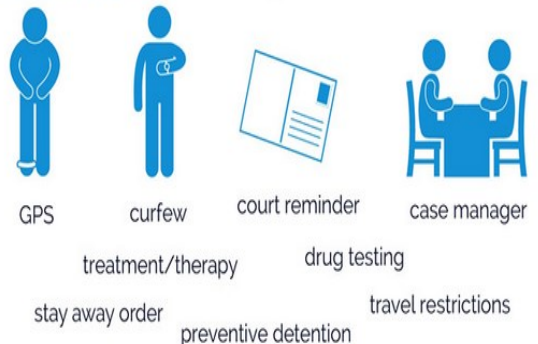 GPS
curfew
court reminder
case manager
treatment/therapy
drug testing
stay away order
travel restrictions
preventive detention